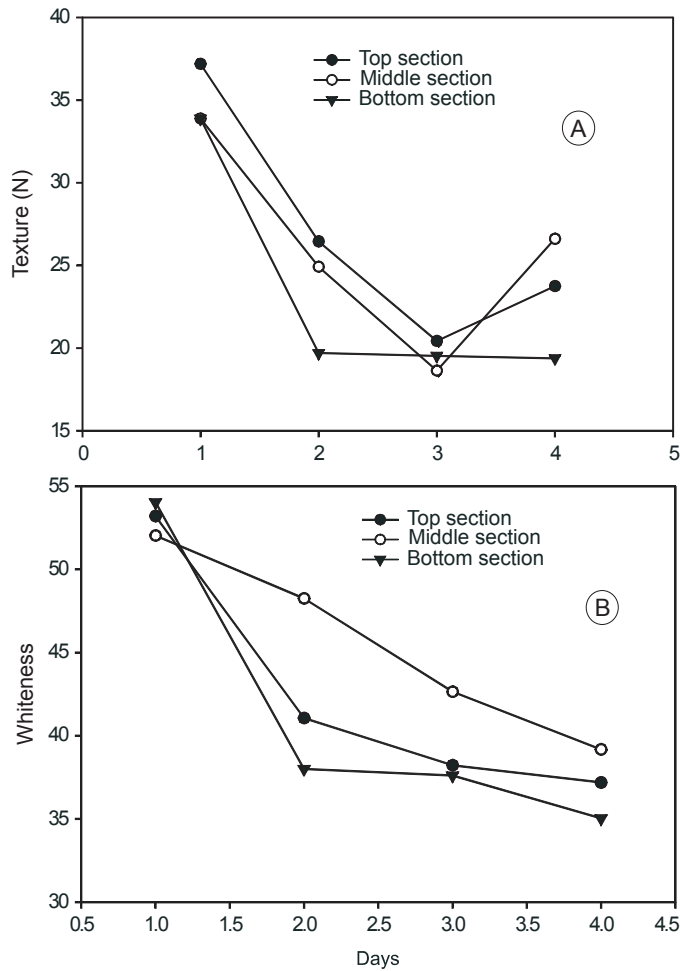 40
35
30
25
20
15
Texture (N)
Top section
Middle section
Bottom section
A
0 1 2 3 4 5
55
50
45
40
35
30
Whiteness
Top section
Middle section
Bottom section
B
0.5 1.0 1.5 2.0 2.5 3.0 3.5 4.0 4.5
Days